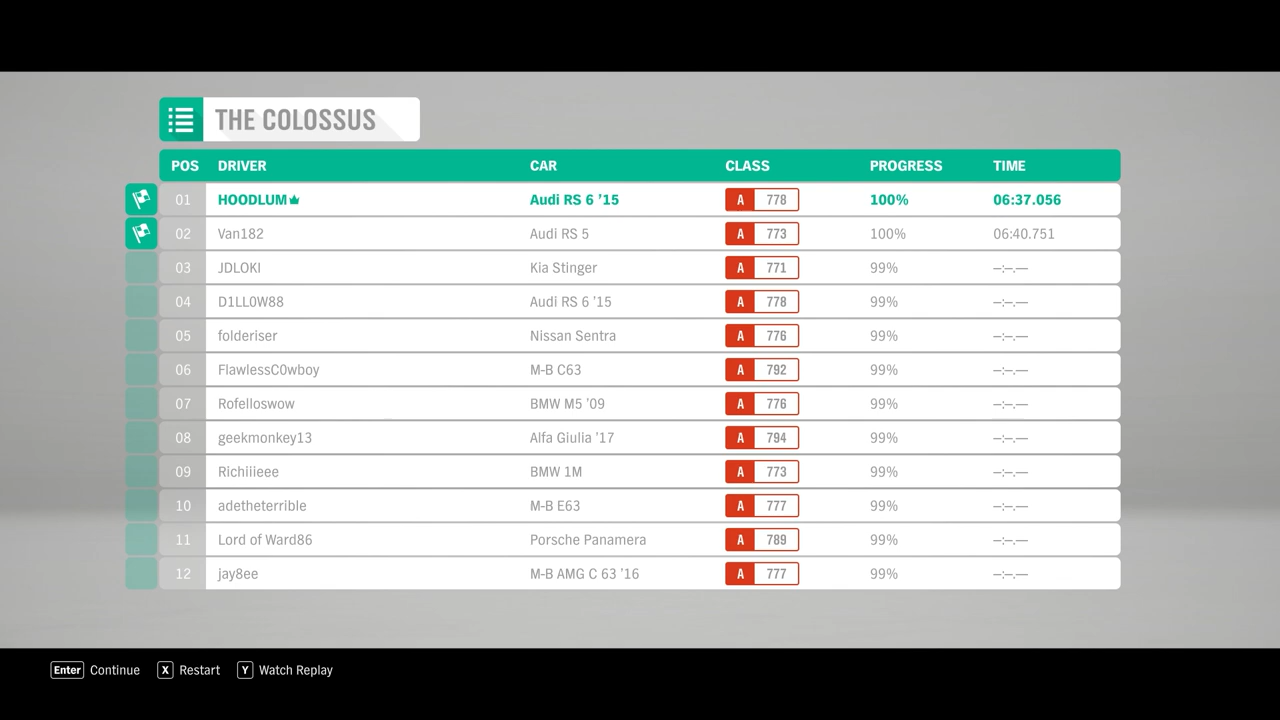 THE COLOSSUS
POS DRIVER CAR CLASS PROGRESS TIME
01 HOODLUM Audi RS 6 '15 A 778 100% 06:37.056
02 Van182 Audi RS 5 A 773 100% 06:40.751
03 JDLOKI Kia Stinger A 771 99% –:–.––
04 D1LL0W88 Audi RS 6 '15 A 778 99% –:–.––
05 folderiser Nissan Sentra A 776 99% –:–.––
06 FlawlessC0wboy M-B C63 A 792 99% –:–.––
07 Rofelloswow BMW M5 '09 A 776 99% –:–.––
08 geekmonkey13 Alfa Giulia '17 A 794 99% –:–.––
09 Richiiieee BMW 1M A 773 99% –:–.––
10 adetheterrible M-B E63 A 777 99% –:–.––
11 Lord of Ward86 Porsche Panamera A 789 99% –:–.––
12 jay8ee M-B AMG C 63 '16 A 777 99% –:–.––
Enter Continue X Restart Y Watch Replay